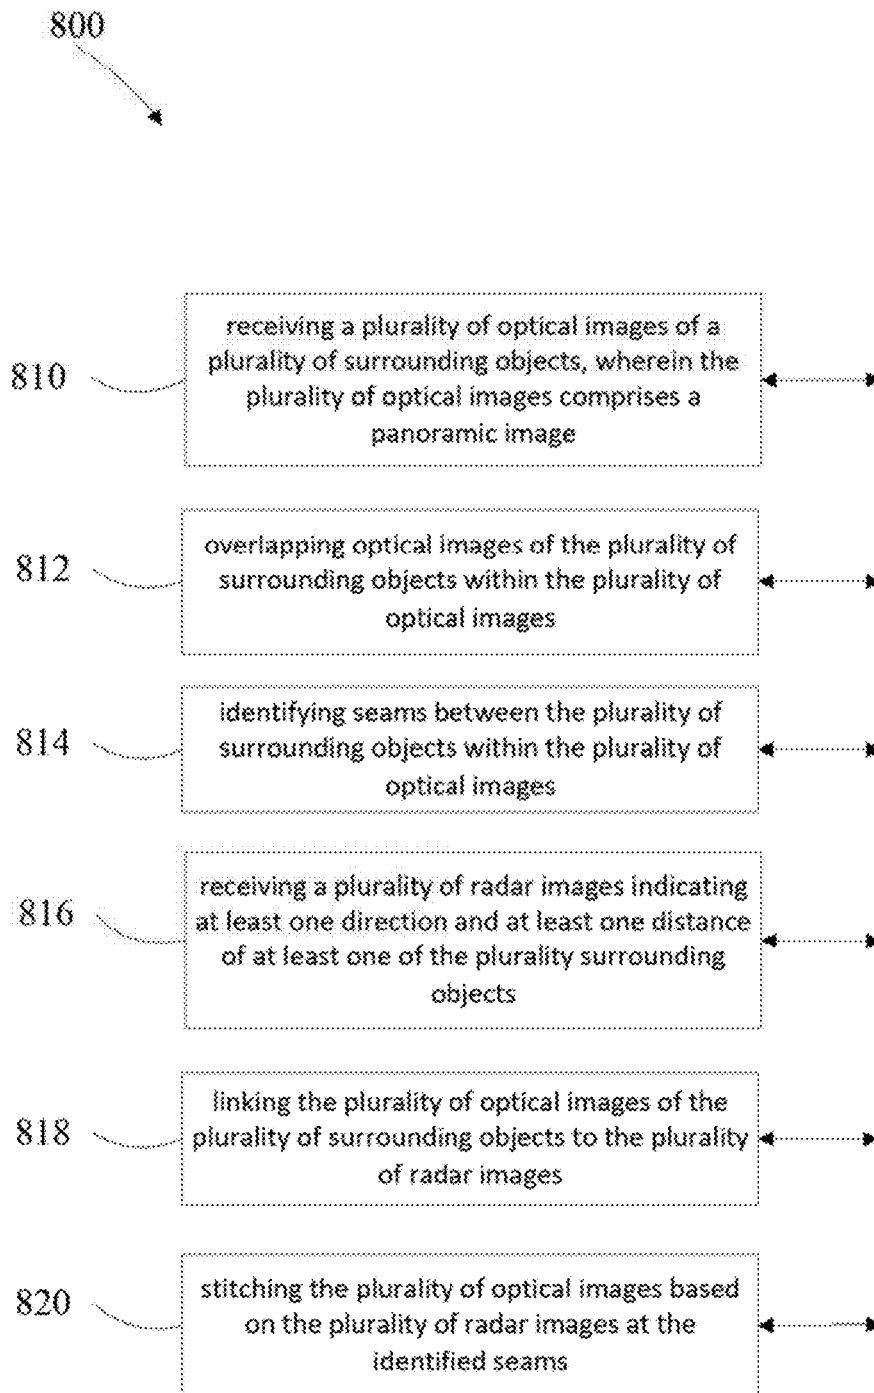 800
810
receiving a plurality of optical images of a
plurality of surrounding objects, wherein the
plurality of optical images comprises a
panoramic image
812
overlapping optical images of the plurality of
surrounding objects within the plurality of
optical images
814
identifying seams between the plurality of
surrounding objects within the plurality of
optical images
816
receiving a plurality of radar images indicating
at least one direction and at least one distance
of at least one of the plurality surrounding
objects
818
linking the plurality of optical images of the
plurality of surrounding objects to the plurality
of radar images
820
stitching the plurality of optical images based
on the plurality of radar images at the
identified seams